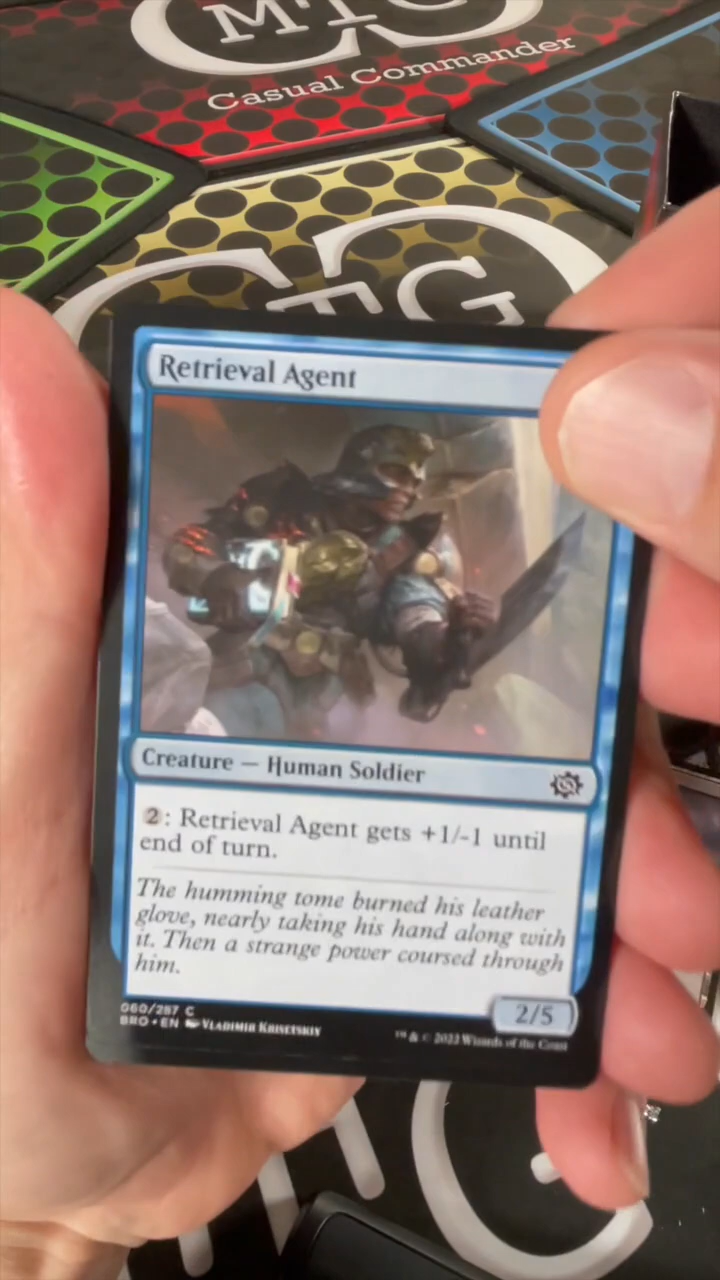 MTG
Casual Commander
TG
Retrieval Agent
Creature — Human Soldier
2: Retrieval Agent gets +1/-1 until
end of turn.
The humming tome burned his leather
glove, nearly taking his hand along with
it. Then a strange power coursed through
him.
2/5
060/287 C
BRO • EN VLADIMIR KRISETSKIY
™ & © 2022 Wizards of the Coast